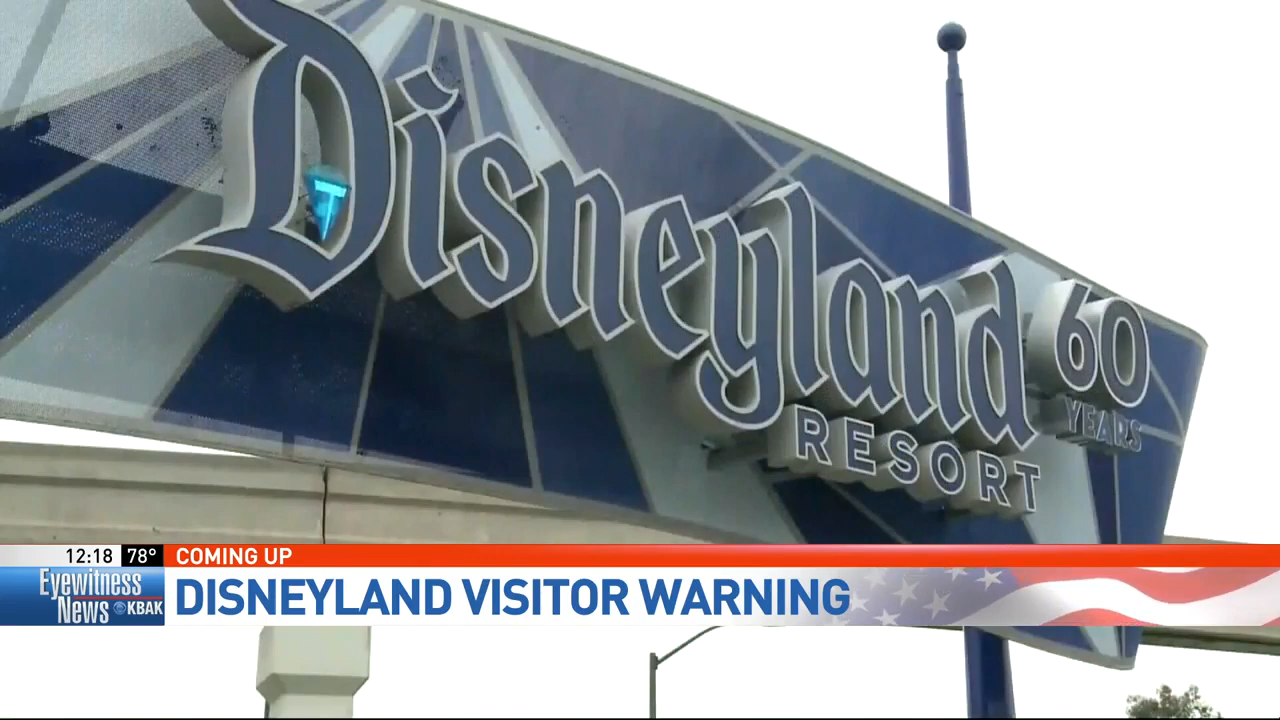 Disneyland
60
YEARS
RESORT
T
12:18 78° COMING UP
Eyewitness
News KBAK
DISNEYLAND VISITOR WARNING